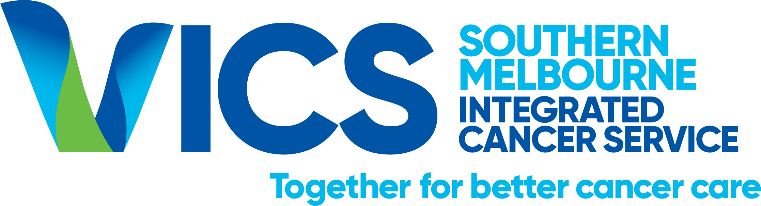 VICS
SOUTHERN
MELBOURNE
INTEGRATED
CANCER SERVICE
Together for better cancer care